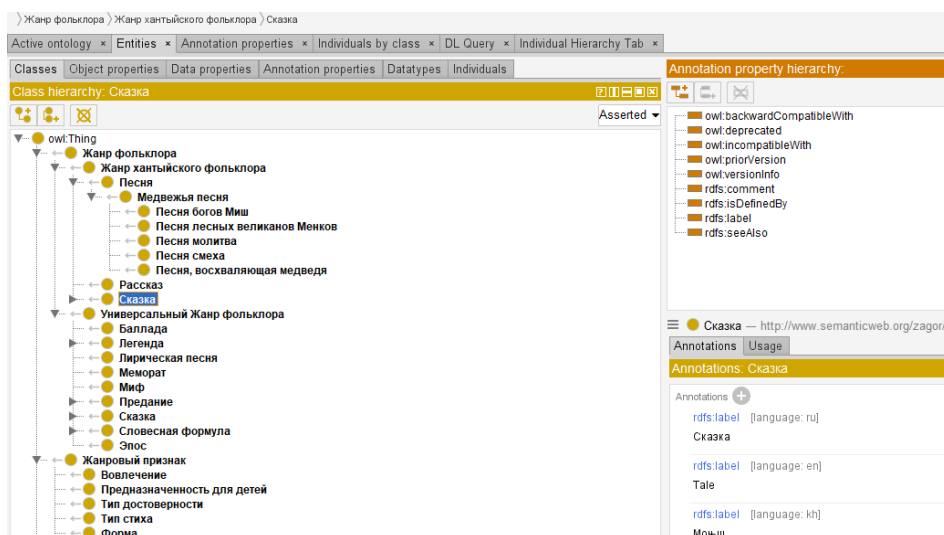 Жанр фольклора Жанр хантыйского фольклора Сказка
Active ontology × Entities × Annotation properties × Individuals by class × DL Query × Individual Hierarchy Tab ×
Classes Object properties Data properties Annotation properties Datatypes Individuals
Class hierarchy: Сказка
Asserted
owl:Thing
Жанр фольклора
Жанр хантыйского фольклора
Песня
Медвежья песня
Песня богов Миш
Песня лесных великанов Менков
Песня молитва
Песня смеха
Песня, восхваляющая медведя
Рассказ
Сказка
Универсальный Жанр фольклора
Баллада
Легенда
Лирическая песня
Меморат
Миф
Предание
Сказка
Словесная формула
Эпос
Жанровый признак
Вовлечение
Предназначенность для детей
Тип достоверности
Тип стиха
Форма
Annotation property hierarchy:
owl:backwardCompatibleWith
owl:deprecated
owl:incompatibleWith
owl:priorVersion
owl:versionInfo
rdfs:comment
rdfs:isDefinedBy
rdfs:label
rdfs:seeAlso
Сказка — http://www.semanticweb.org/zagor/
Annotations Usage
Annotations: Сказка
Annotations
rdfs:label [language: ru]
Сказка
rdfs:label [language: en]
Tale
rdfs:label [language: kh]